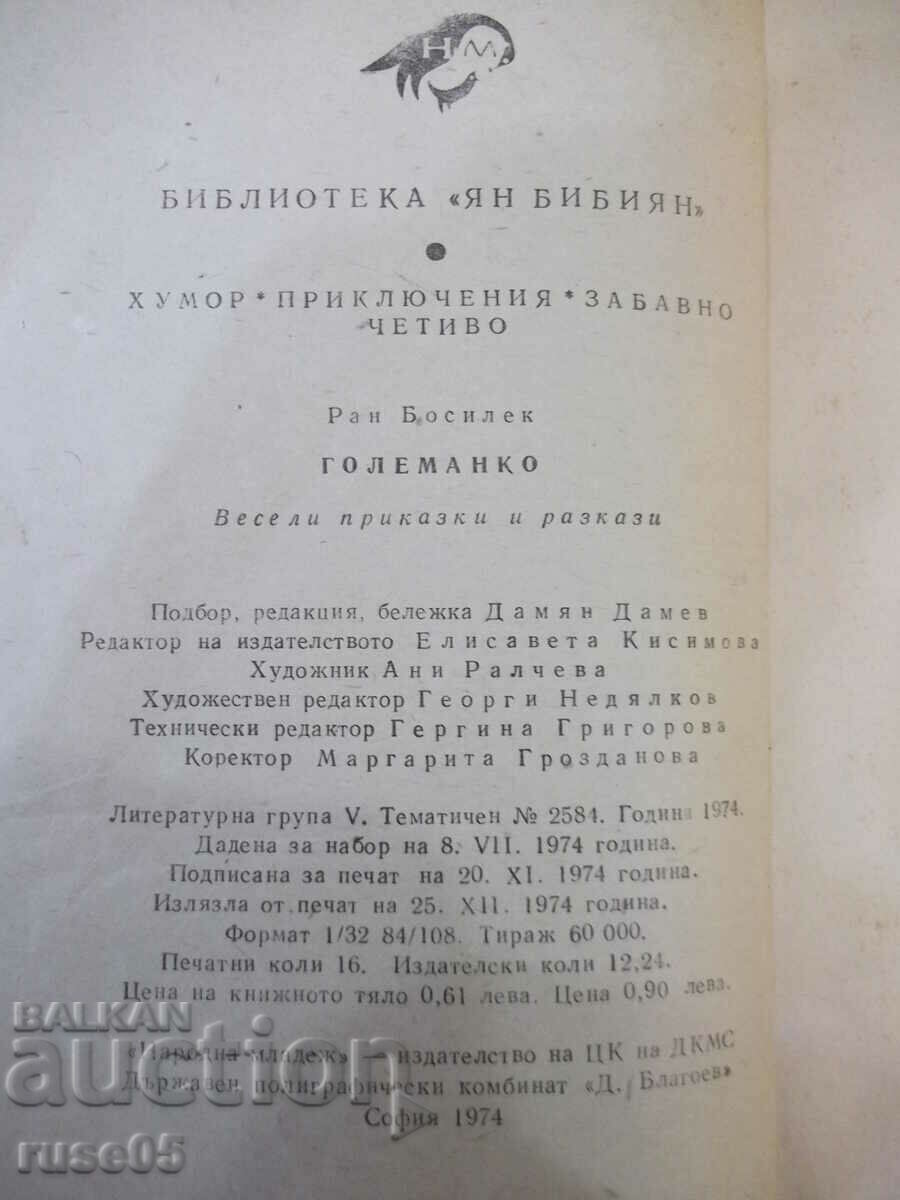 НМ
БИБЛИОТЕКА «ЯН БИБИЯН»
ХУМОР * ПРИКЛЮЧЕНИЯ * ЗАБАВНО
ЧЕТИВО
Ран Босилек
ГОЛЕМАНКО
Весели приказки и разкази
Подбор, редакция, бележка Дамян Дамев
Редактор на издателството Елисавета Кисимова
Художник Ани Ралчева
Художествен редактор Георги Недялков
Технически редактор Гергина Григорова
Коректор Маргарита Грозданова
Литературна група V. Тематичен № 2584. Година 1974.
Дадена за набор на 8. VII. 1974 година.
Подписана за печат на 20. XI. 1974 година.
Излязла от печат на 25. XII. 1974 година.
Формат 1/32 84/108. Тираж 60 000.
Печатни коли 16. Издателски коли 12,24.
Цена на книжното тяло 0,61 лева. Цена 0,90 лева.
«Народна младеж» — издателство на ЦК на ДКМС
Държавен полиграфически комбинат «Д. Благоев»
София 1974
BALKAN
auction
ruse05